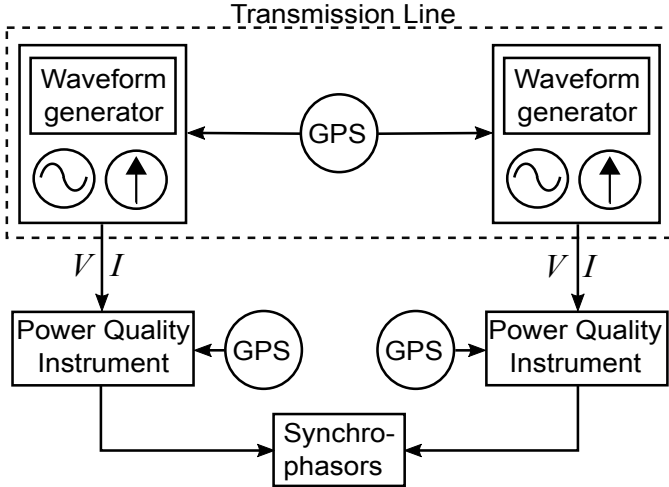 Transmission Line
Waveform
generator
GPS
Waveform
generator
V I
V I
Power Quality
Instrument
GPS
GPS
Power Quality
Instrument
Synchro-
phasors